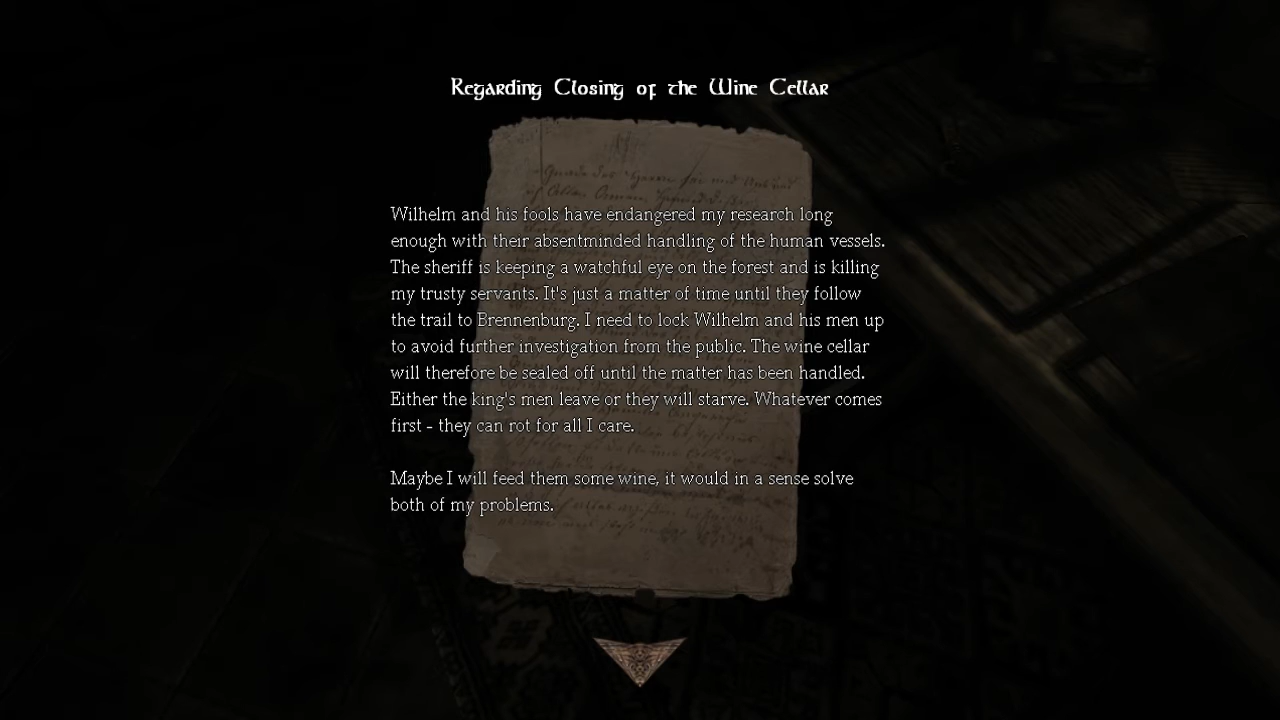 Regarding Closing of the Wine Cellar
Wilhelm and his fools have endangered my research long
enough with their absentminded handling of the human vessels.
The sheriff is keeping a watchful eye on the forest and is killing
my trusty servants. It's just a matter of time until they follow
the trail to Brennenburg. I need to lock Wilhelm and his men up
to avoid further investigation from the public. The wine cellar
will therefore be sealed off until the matter has been handled.
Either the king's men leave or they will starve. Whatever comes
first - they can rot for all I care.
Maybe I will feed them some wine, it would in a sense solve
both of my problems.